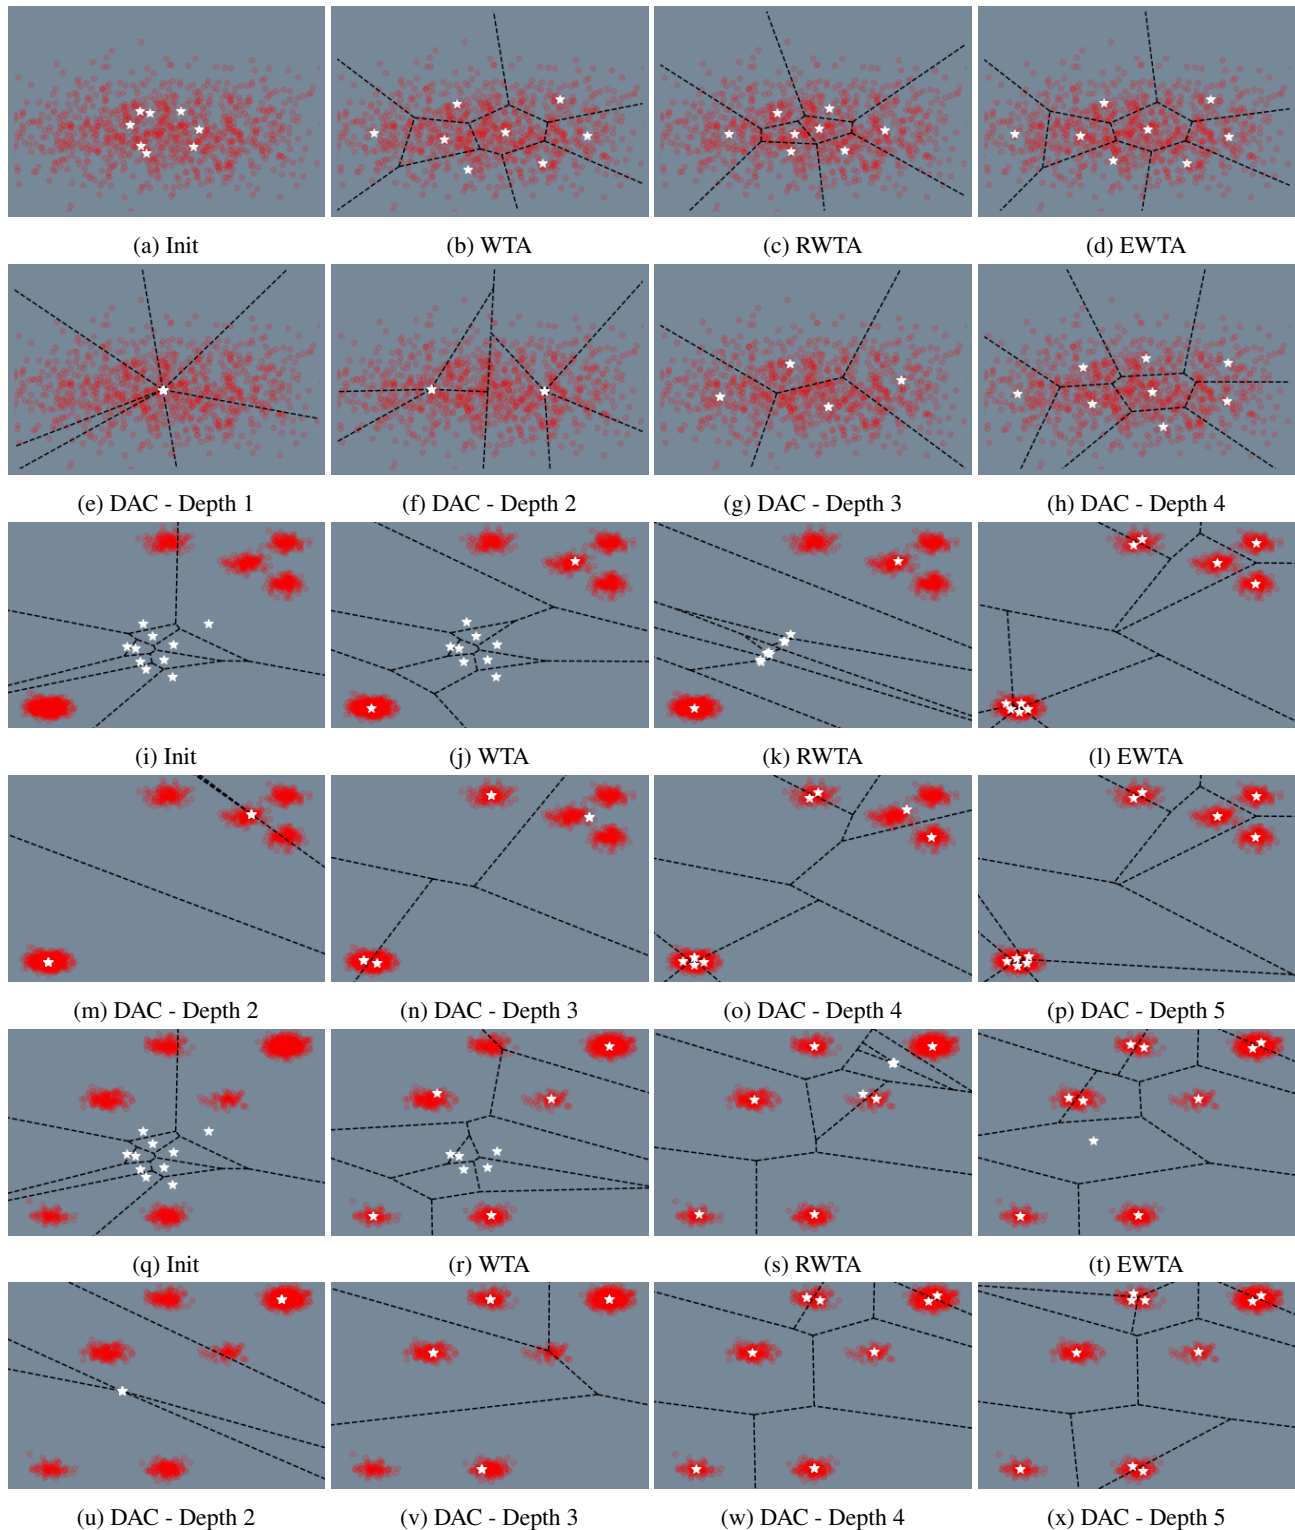 (a) Init (b) WTA (c) RWTA (d) EWTA
(e) DAC - Depth 1 (f) DAC - Depth 2 (g) DAC - Depth 3 (h) DAC - Depth 4
(i) Init (j) WTA (k) RWTA (l) EWTA
(m) DAC - Depth 2 (n) DAC - Depth 3 (o) DAC - Depth 4 (p) DAC - Depth 5
(q) Init (r) WTA (s) RWTA (t) EWTA
(u) DAC - Depth 2 (v) DAC - Depth 3 (w) DAC - Depth 4 (x) DAC - Depth 5